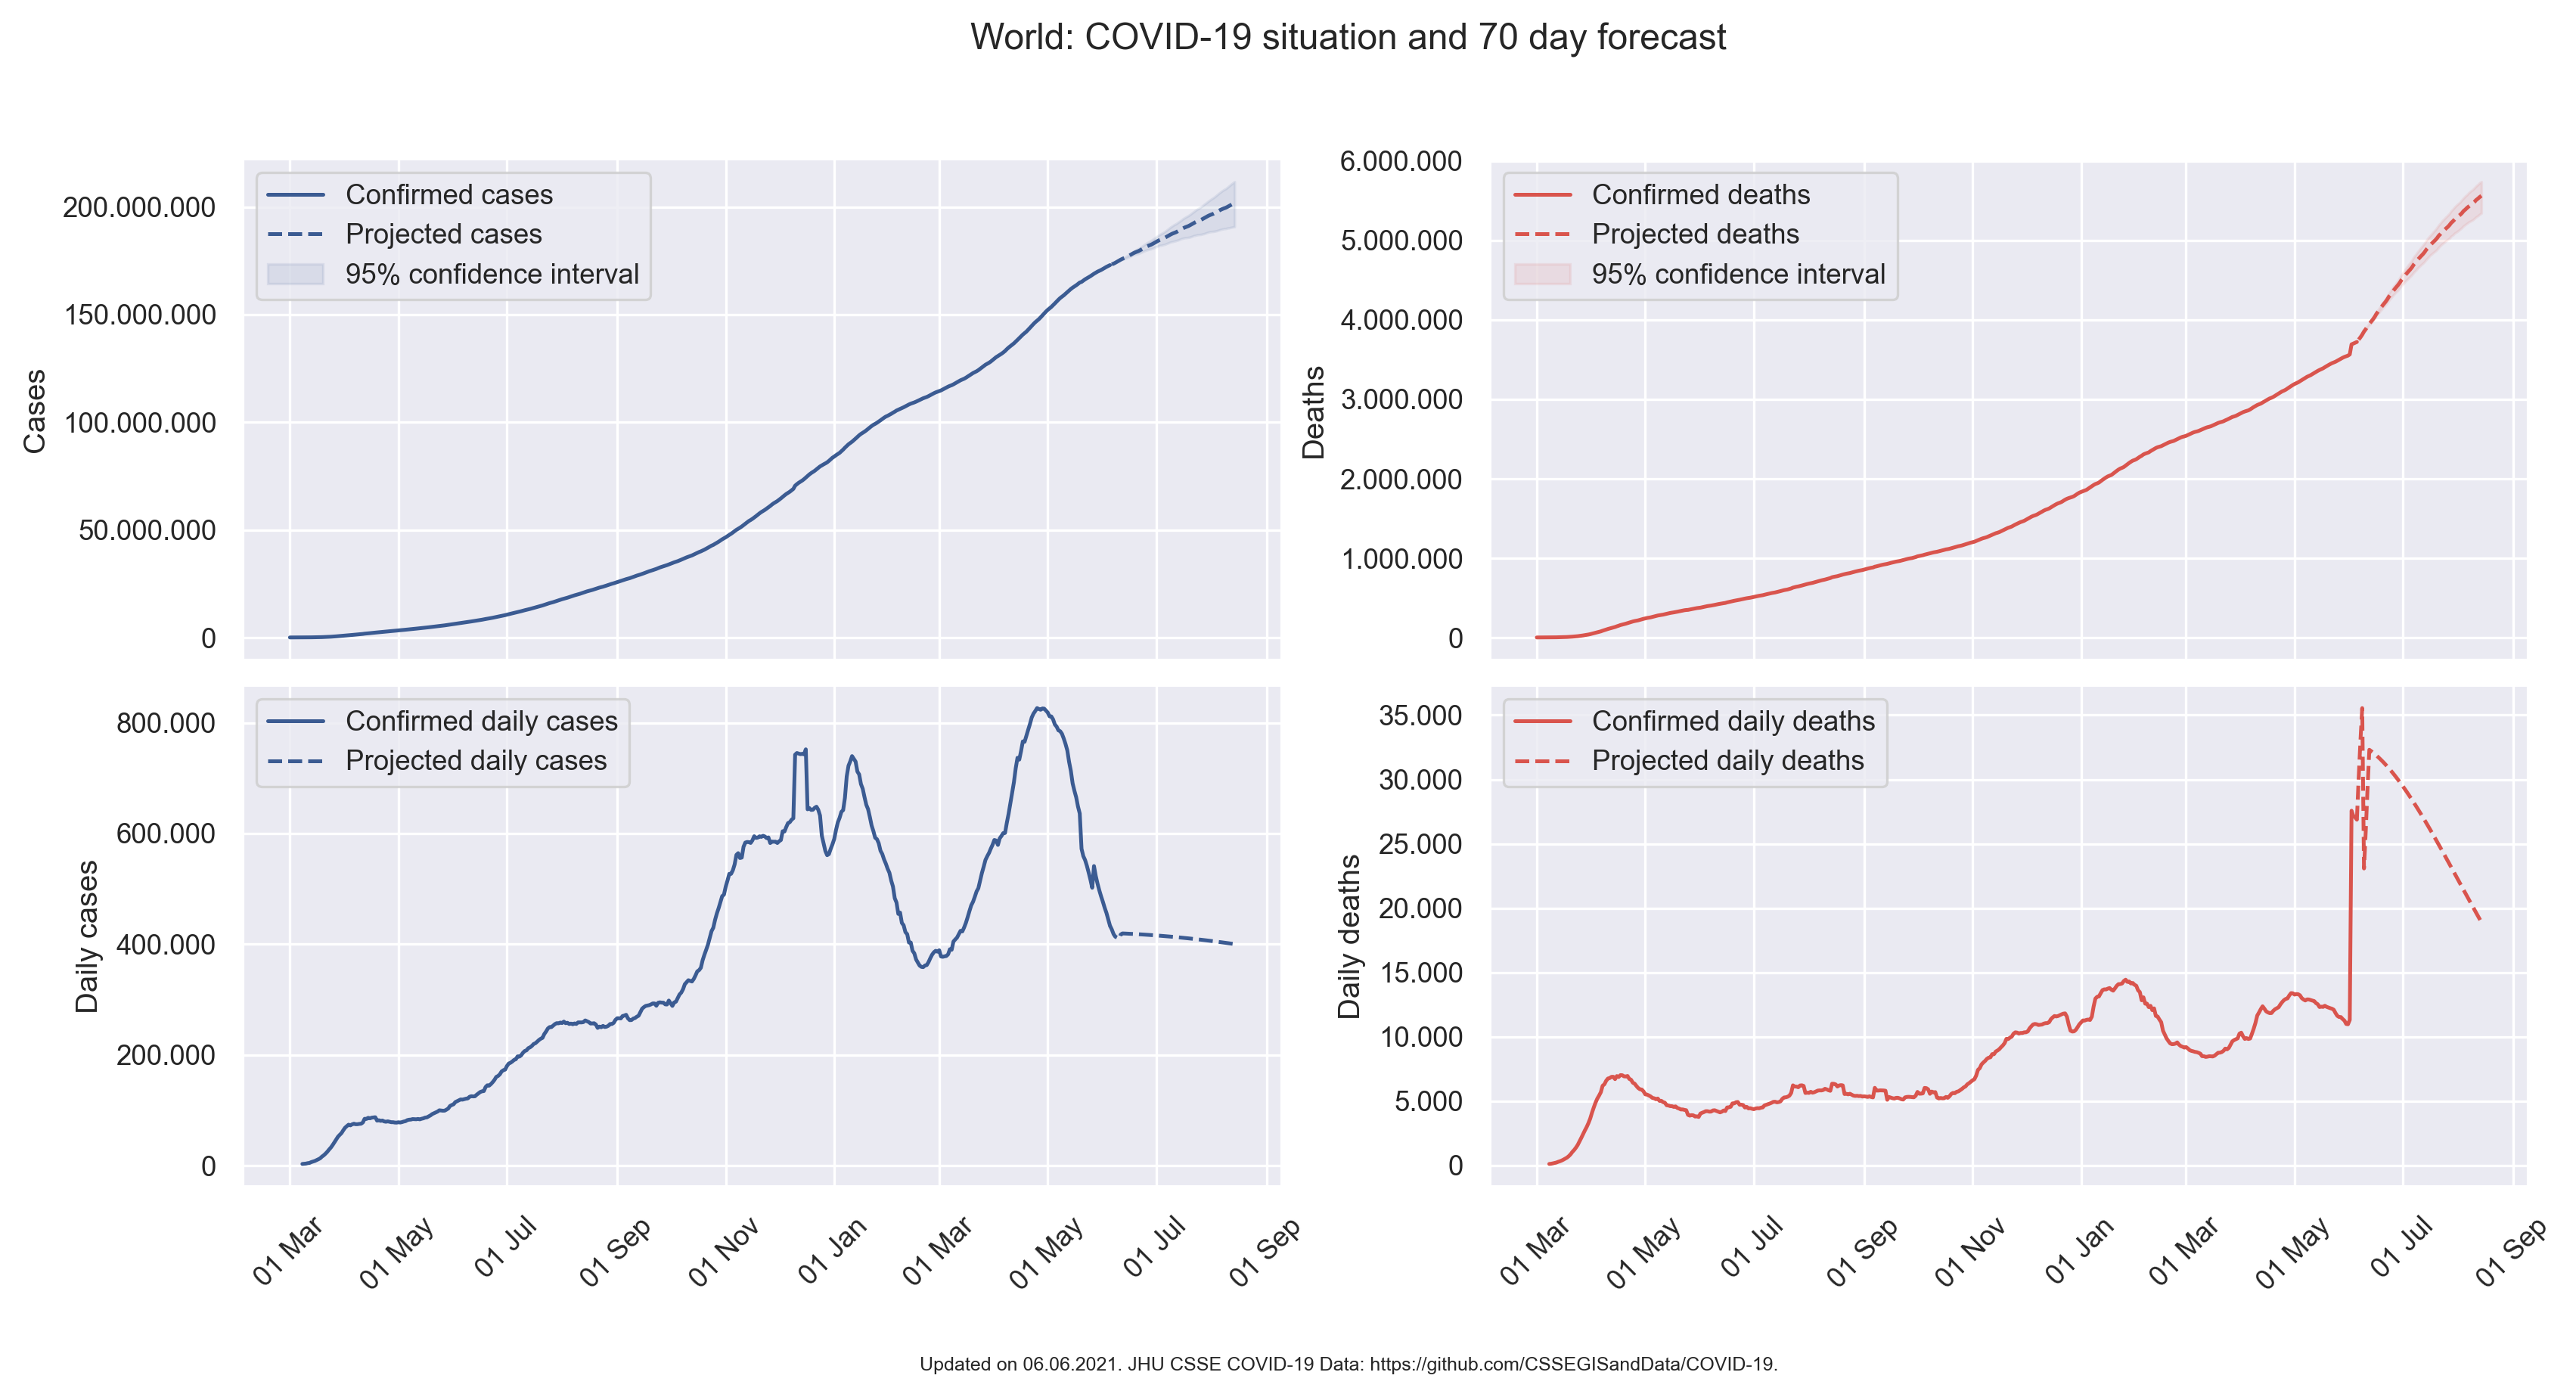 World: COVID-19 situation and 70 day forecast
Cases
200.000.000
150.000.000
100.000.000
50.000.000
0
Confirmed cases
Projected cases
95% confidence interval
Deaths
6.000.000
5.000.000
4.000.000
3.000.000
2.000.000
1.000.000
0
Confirmed deaths
Projected deaths
95% confidence interval
Daily cases
800.000
600.000
400.000
200.000
0
Confirmed daily cases
Projected daily cases
01 Mar
01 May
01 Jul
01 Sep
01 Nov
01 Jan
01 Mar
01 May
01 Jul
01 Sep
Daily deaths
35.000
30.000
25.000
20.000
15.000
10.000
5.000
0
Confirmed daily deaths
Projected daily deaths
01 Mar
01 May
01 Jul
01 Sep
01 Nov
01 Jan
01 Mar
01 May
01 Jul
01 Sep
Updated on 06.06.2021. JHU CSSE COVID-19 Data: https://github.com/CSSEGISandData/COVID-19.